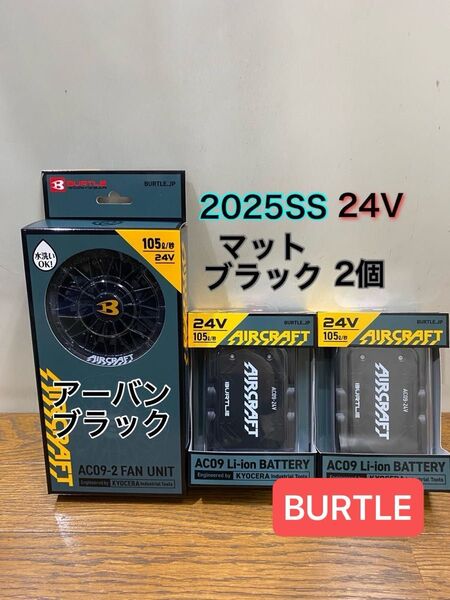 BURTLE
BURTLE.JP
水洗い
OK!
105ℓ/秒
24V
B
AIRCRAFT
アーバン
ブラック
AIRCRAFT
AC09-2 FAN UNIT
Engineered by KYOCERA Industrial Tools
2025SS 24V
マット
ブラック 2個
24V
105ℓ/秒
BURTLE.JP
AIRCRAFT
AIRCRAFT
BURTLE
AC09-24V
AC09 Li-ion BATTERY
Engineered by KYOCERA Industrial Tools
24V
105ℓ/秒
BURTLE.JP
AIRCRAFT
AIRCRAFT
BURTLE
AC09-24V
AC09 Li-ion BATTERY
Engineered by KYOCERA Industrial Tools
BURTLE